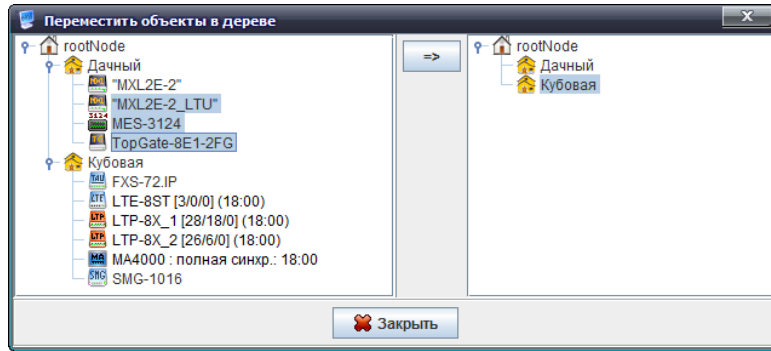 Переместить объекты в дереве
rootNode
Дачный
"MXL2E-2"
"MXL2E-2_LTU"
MES-3124
TopGate-8E1-2FG
Кубовая
FXS-72.IP
LTE-8ST [3/0/0] (18:00)
LTP-8X_1 [28/18/0] (18:00)
LTP-8X_2 [26/6/0] (18:00)
MA4000 : полная синхр.: 18:00
SMG-1016
=>
rootNode
Дачный
Кубовая
Закрыть